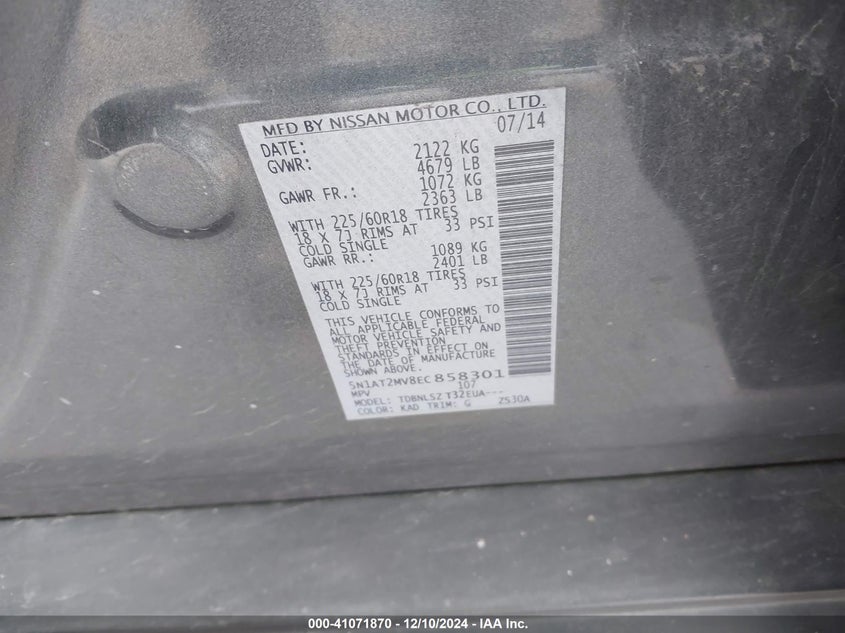 MFD BY NISSAN MOTOR CO., LTD.
DATE: 07/14
GVWR: 2122 KG
4679 LB
GAWR FR.: 1072 KG
2363 LB
WITH 225/60R18 TIRES
18 X 7J RIMS AT 33 PSI
COLD SINGLE
GAWR RR.: 1089 KG
2401 LB
WITH 225/60R18 TIRES
18 X 7J RIMS AT 33 PSI
COLD SINGLE
THIS VEHICLE CONFORMS TO
ALL APPLICABLE FEDERAL
MOTOR VEHICLE SAFETY AND
THEFT PREVENTION
STANDARDS IN EFFECT ON
THE DATE OF MANUFACTURE
SHOWN ABOVE.
5N1AT2MV8EC858301
MPV 107
MODEL: TDBNLSZ T32EUA---
COLOR: KAD TRIM: G ZS30A
000-41071870 - 12/10/2024 - IAA Inc.